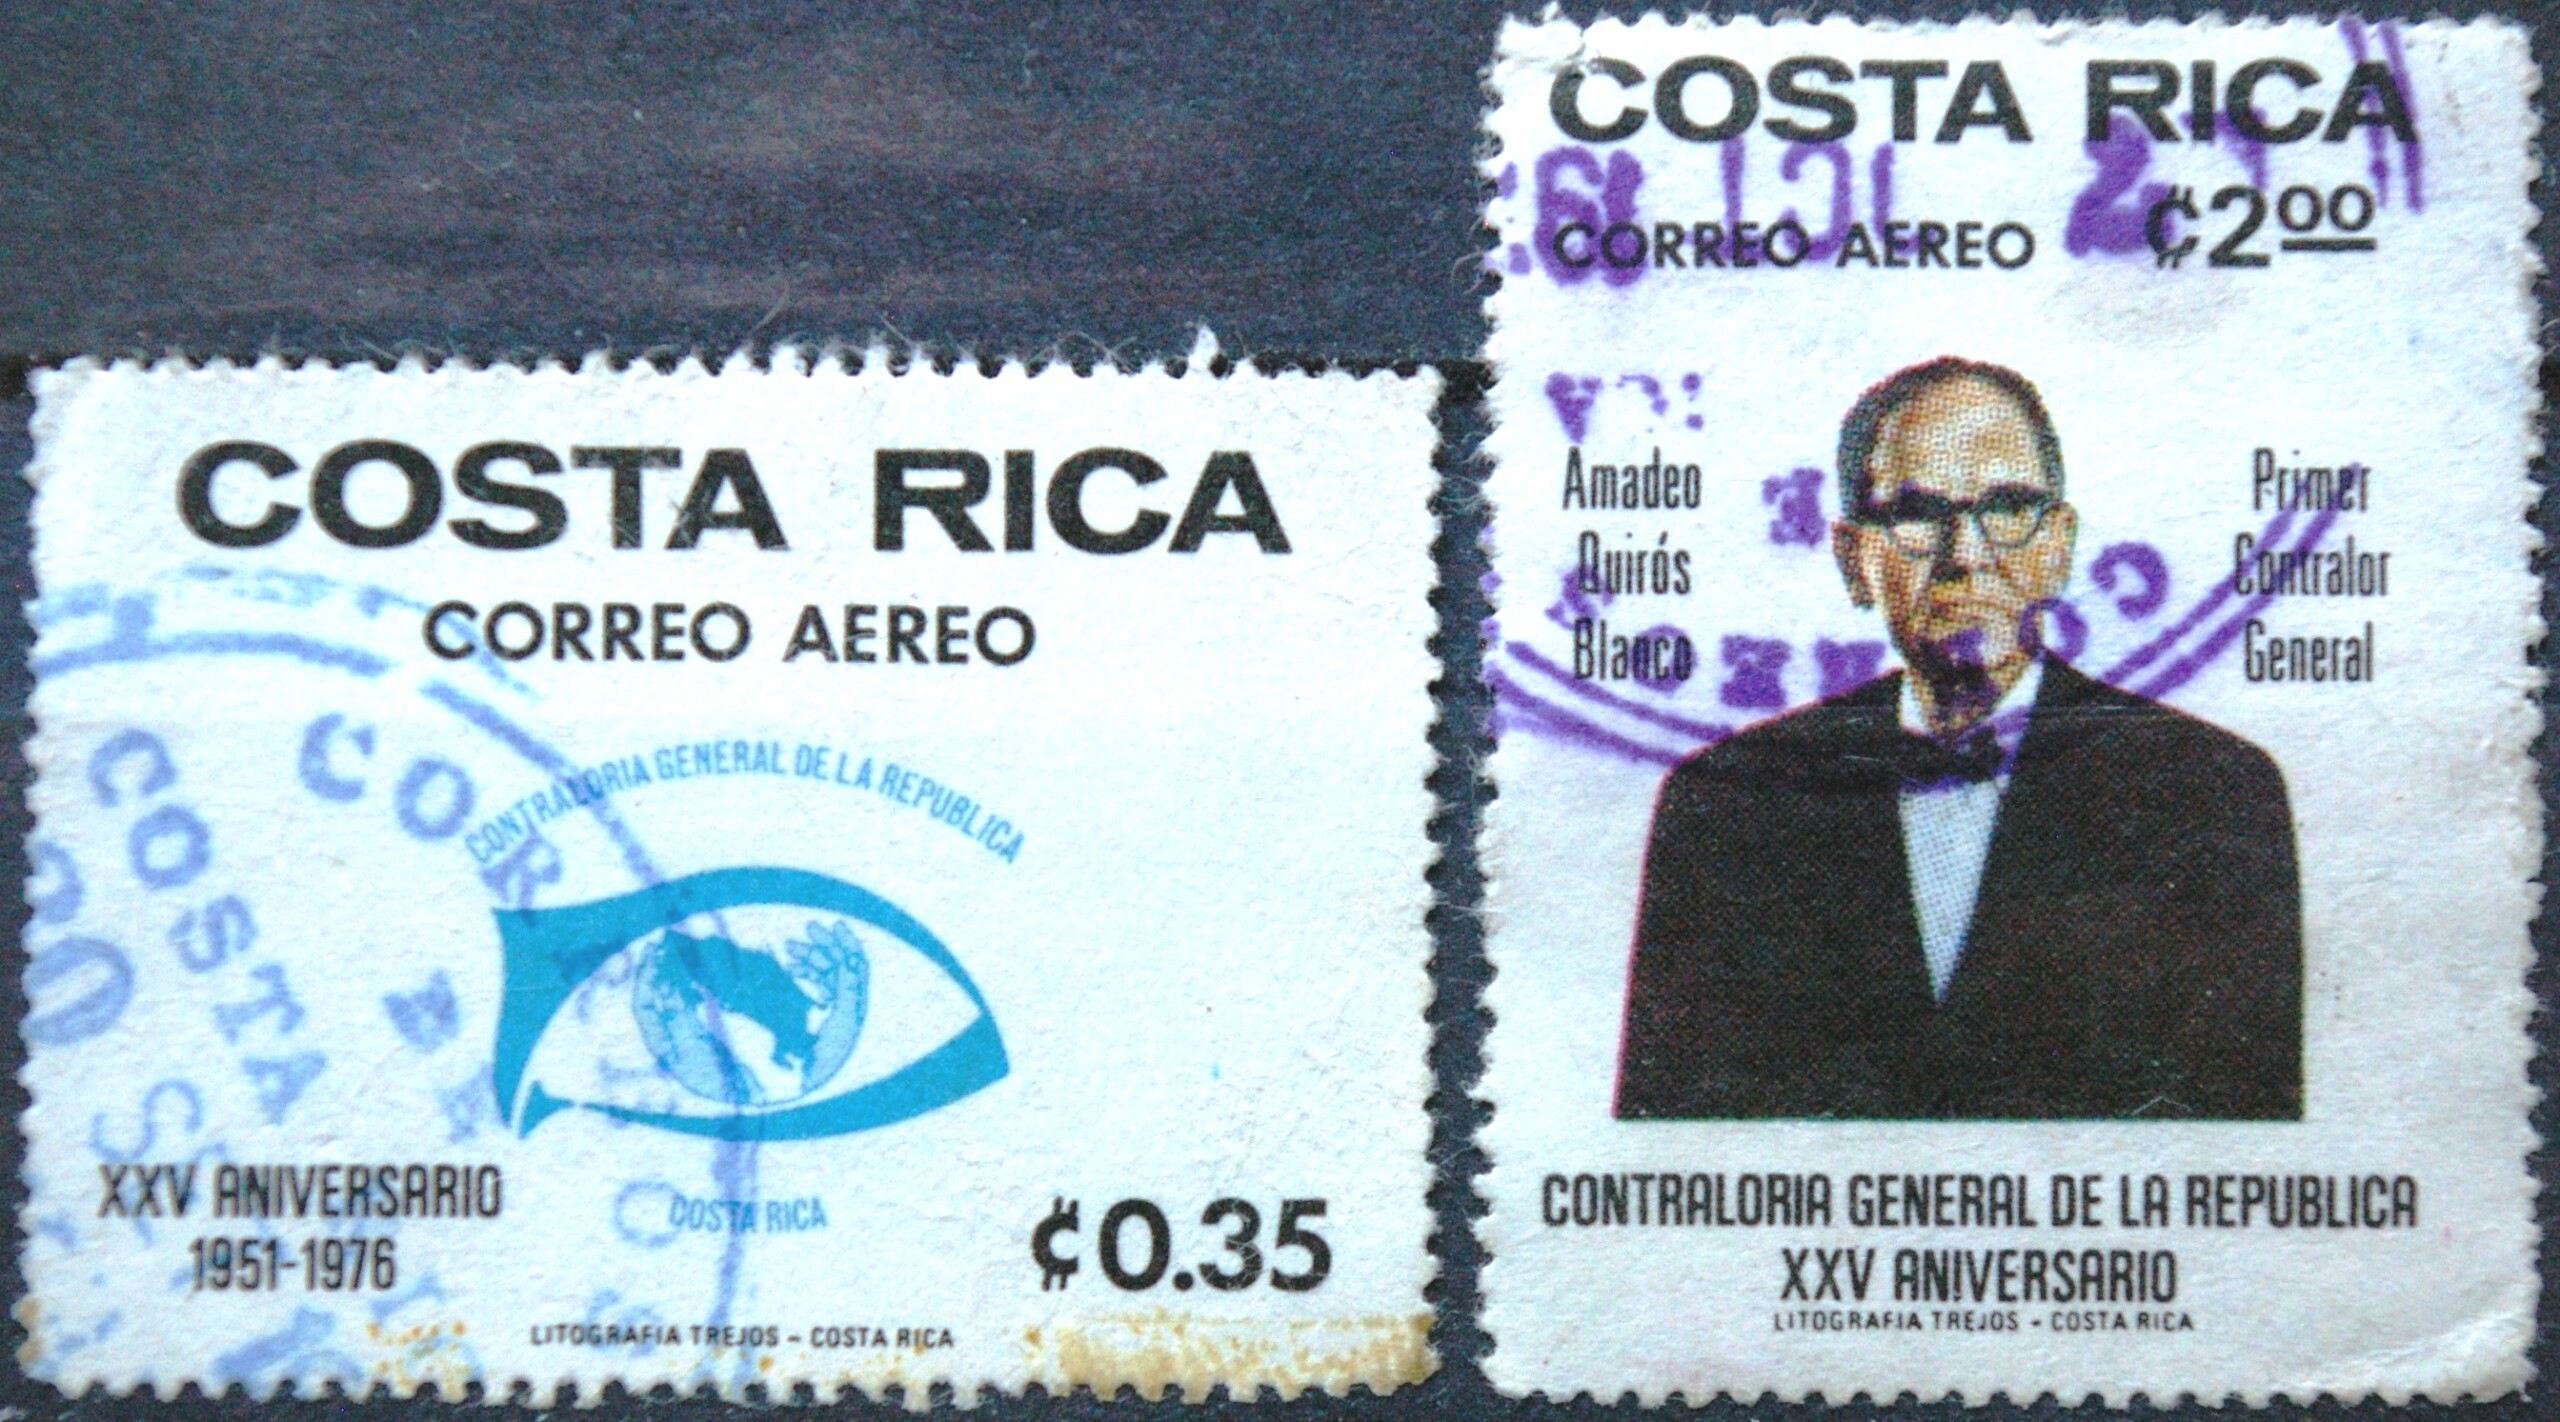 COSTA RICA
CORREO AEREO
CONTRALORIA GENERAL DE LA REPUBLICA
COSTA RICA
XXV ANIVERSARIO
1951-1976
₡0.35
LITOGRAFIA TREJOS - COSTA RICA
COR
COSTA
COSTA RICA
CORREO AEREO
₡2.00
Amadeo
Quirós
Blanco
Primer
Contralor
General
CONTRALORIA GENERAL DE LA REPUBLICA
XXV ANIVERSARIO
LITOGRAFIA TREJOS - COSTA RICA